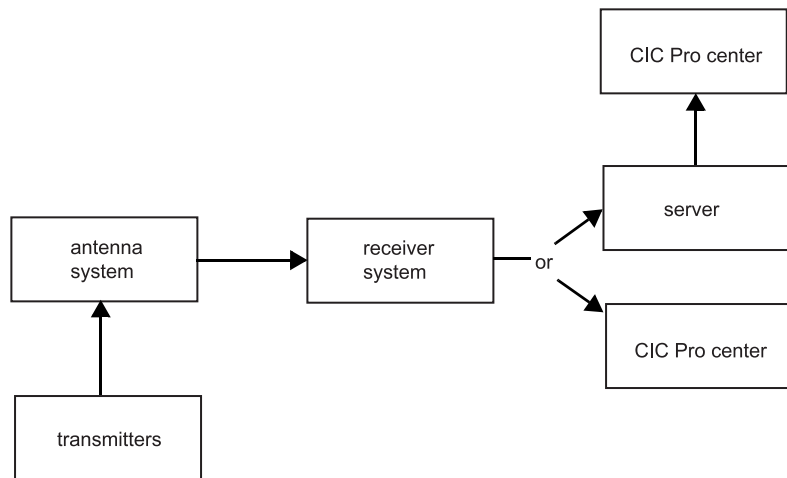 CIC Pro center
server
antenna
system
receiver
system
or
CIC Pro center
transmitters